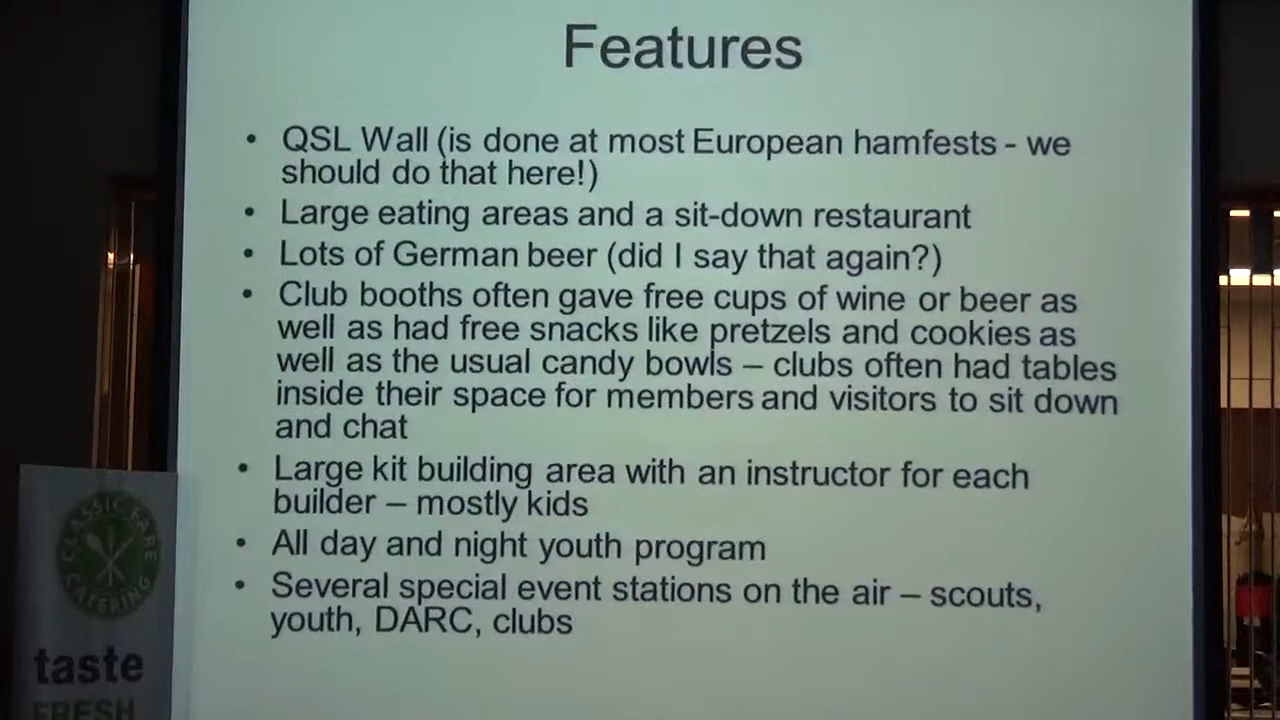 Features
• QSL Wall (is done at most European hamfests - we
should do that here!)
• Large eating areas and a sit-down restaurant
• Lots of German beer (did I say that again?)
• Club booths often gave free cups of wine or beer as
well as had free snacks like pretzels and cookies as
well as the usual candy bowls – clubs often had tables
inside their space for members and visitors to sit down
and chat
• Large kit building area with an instructor for each
builder – mostly kids
• All day and night youth program
• Several special event stations on the air – scouts,
youth, DARC, clubs
CLASSIC FARE
CATERING
taste
FRESH